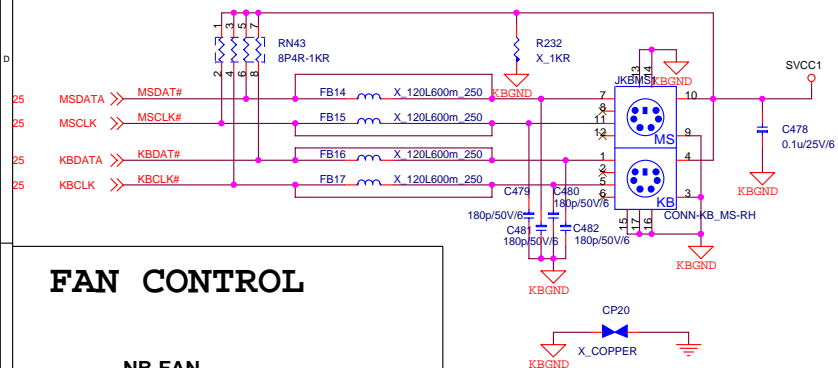 1 3 5 7
RN43
8P4R-1KR
2 4 6 8
R232
X_1KR
KBGND
13 14
KBGND
JKBMS1
SVCC1
D
25 MSDATA MSDAT# FB14 X_120L600m_250 7 10
8
25 MSCLK MSCLK# FB15 X_120L600m_250 11
12 MS 9
C478
0.1u/25V/6
KBGND
25 KBDATA KBDAT# FB16 X_120L600m_250 1 4
2
25 KBCLK KBCLK# FB17 X_120L600m_250 5
6 KB 3
C479 C480
180p/50V/6 180p/50V/6
C481 C482
180p/50V/6 180p/50V/6
CONN-KB_MS-RH
15 17 16
KBGND
KBGND
FAN CONTROL
CP20
X_COPPER
KBGND
NB FAN